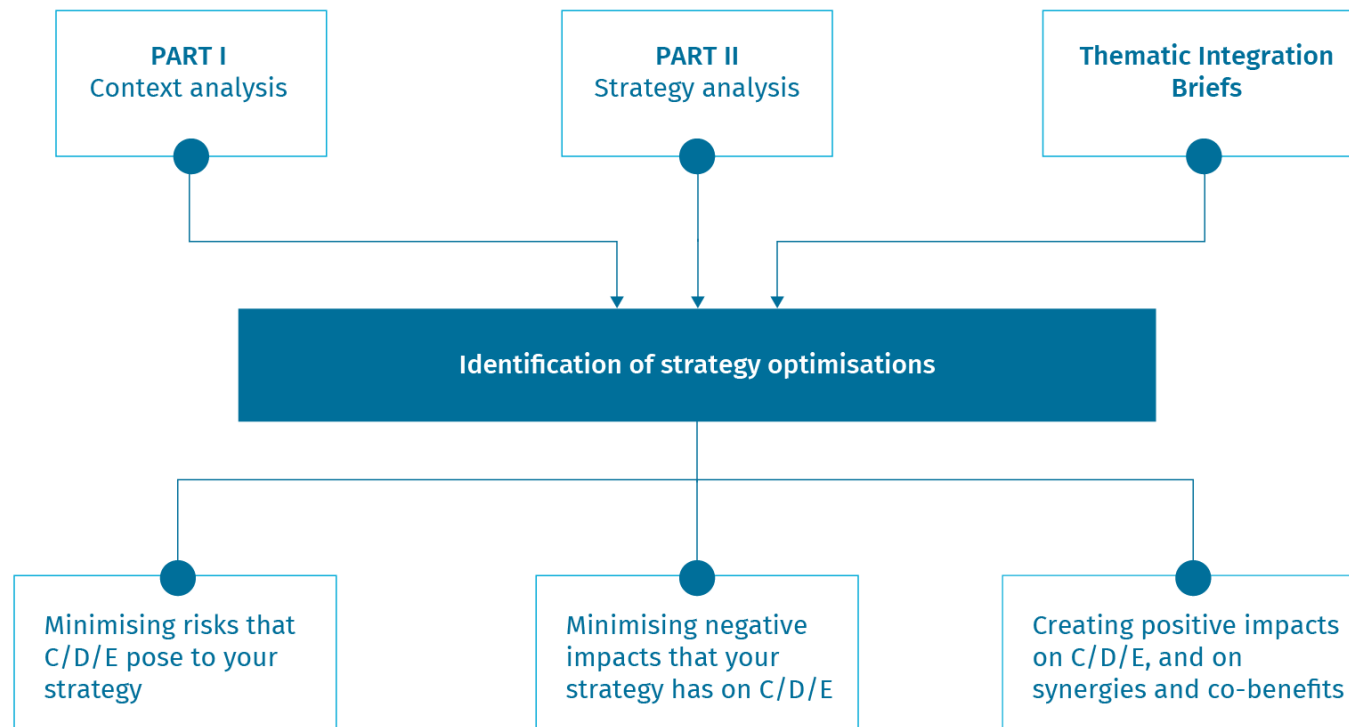 PART I
Context analysis
PART II
Strategy analysis
Thematic Integration
Briefs
Identification of strategy optimisations
Minimising risks that
C/D/E pose to your
strategy
Minimising negative
impacts that your
strategy has on C/D/E
Creating positive impacts
on C/D/E, and on
synergies and co-benefits